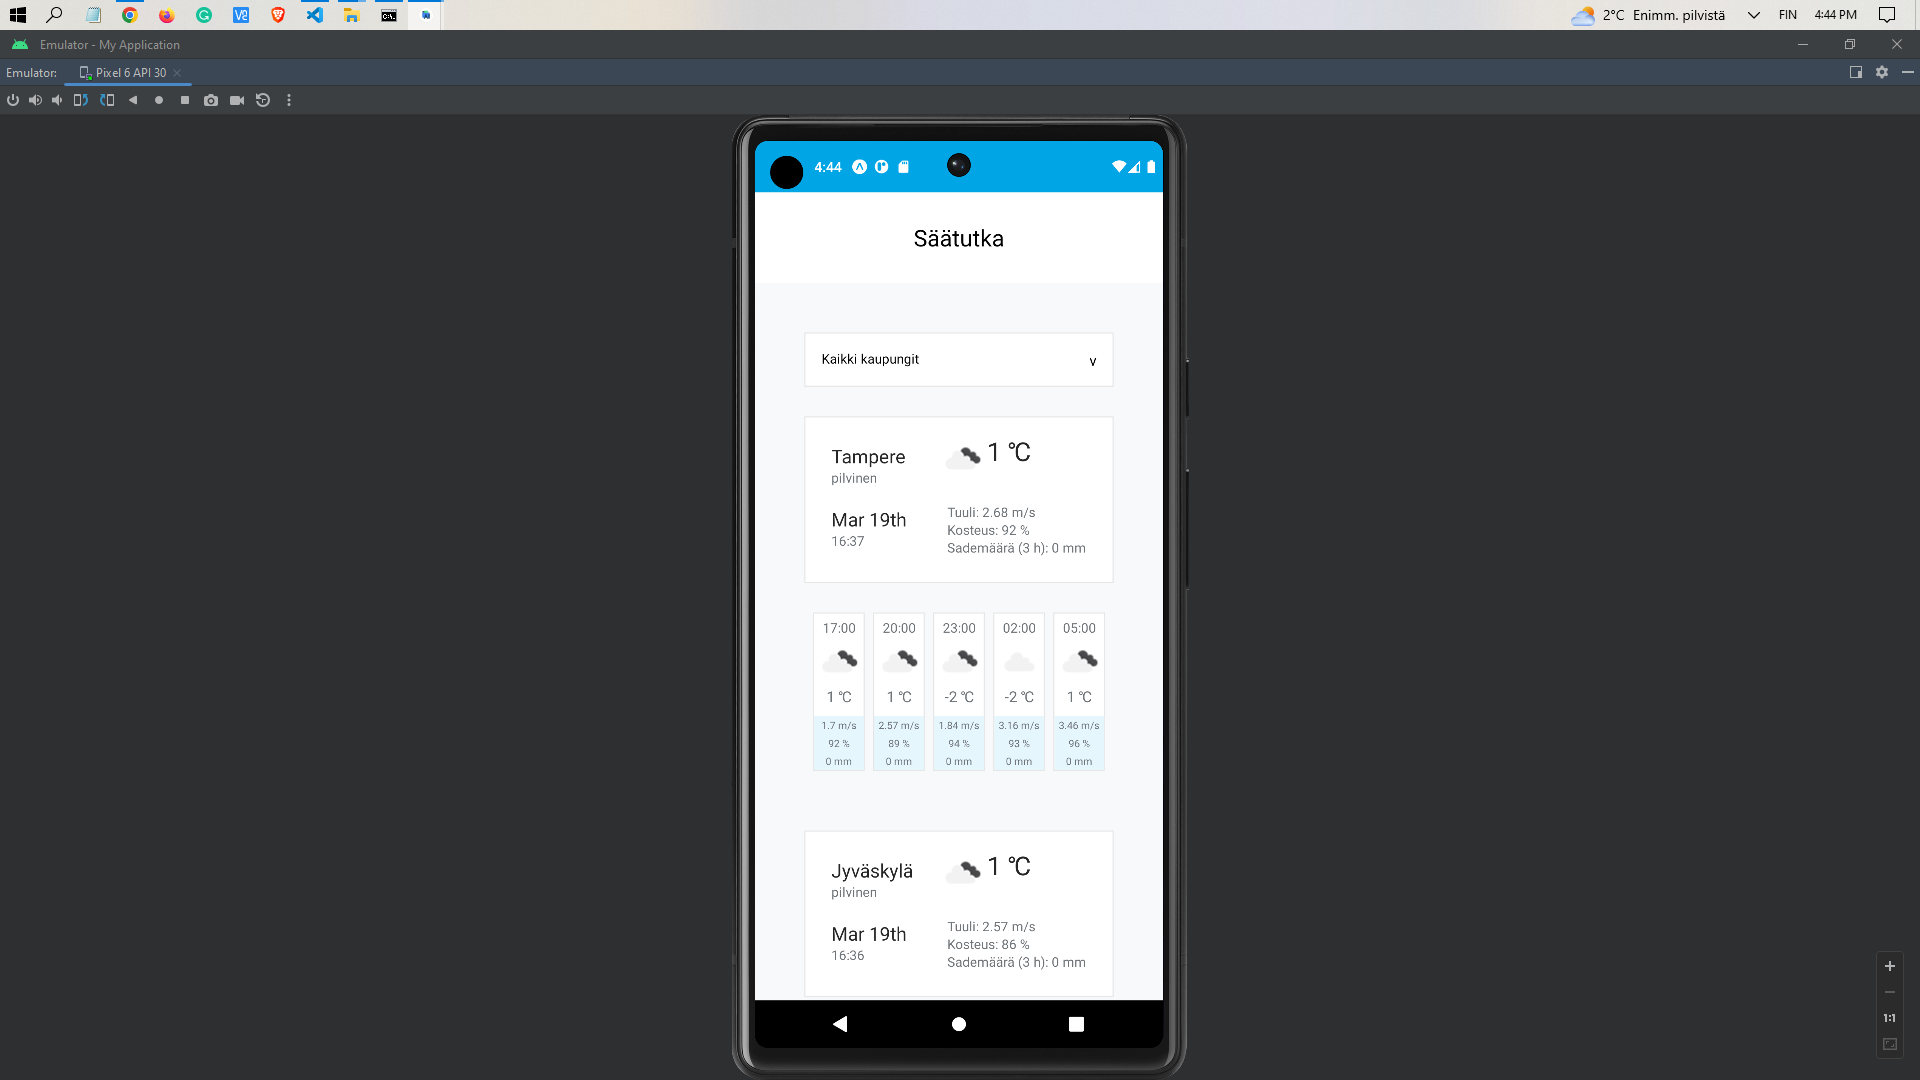 2°C Enimm. pilvistä FIN 4:44 PM
Emulator - My Application
Emulator: Pixel 6 API 30
4:44
Säätutka
Kaikki kaupungit v
Tampere
pilvinen
1 °C
Mar 19th
16:37
Tuuli: 2.68 m/s
Kosteus: 92 %
Sademäärä (3 h): 0 mm
17:00 20:00 23:00 02:00 05:00
1 °C 1 °C -2 °C -2 °C 1 °C
1.7 m/s 2.57 m/s 1.84 m/s 3.16 m/s 3.46 m/s
92 % 89 % 94 % 93 % 96 %
0 mm 0 mm 0 mm 0 mm 0 mm
Jyväskylä
pilvinen
1 °C
Mar 19th
16:36
Tuuli: 2.57 m/s
Kosteus: 86 %
Sademäärä (3 h): 0 mm
1:1